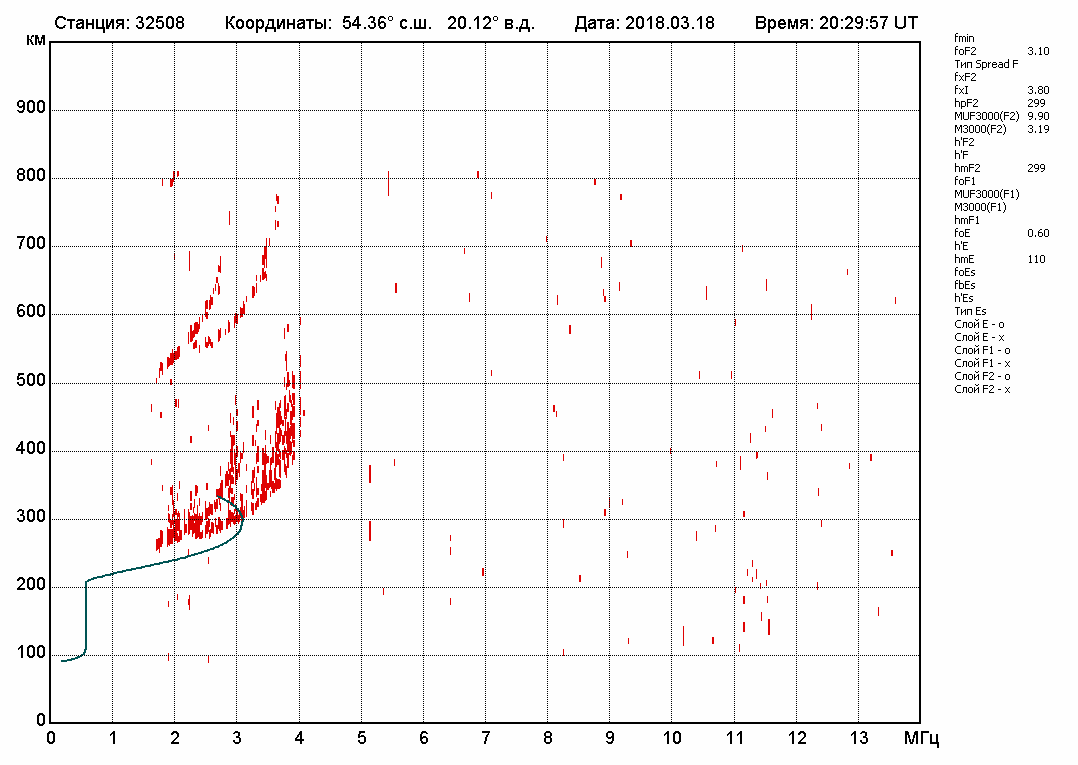 Станция: 32508 Координаты: 54.36° с.ш. 20.12° в.д. Дата: 2018.03.18 Время: 20:29:57 UT
км
900
800
700
600
500
400
300
200
100
0
0 1 2 3 4 5 6 7 8 9 10 11 12 13 МГц
fmin
foF2 3.10
Тип Spread F
fxF2
fxI 3.80
hpF2 299
MUF3000(F2) 9.90
M3000(F2) 3.19
h'F2
h'F
hmF2 299
foF1
MUF3000(F1)
M3000(F1)
hmF1
foE 0.60
h'E
hmE 110
foEs
fbEs
h'Es
Тип Es
Слой E - o
Слой E - x
Слой F1 - o
Слой F1 - x
Слой F2 - o
Слой F2 - x